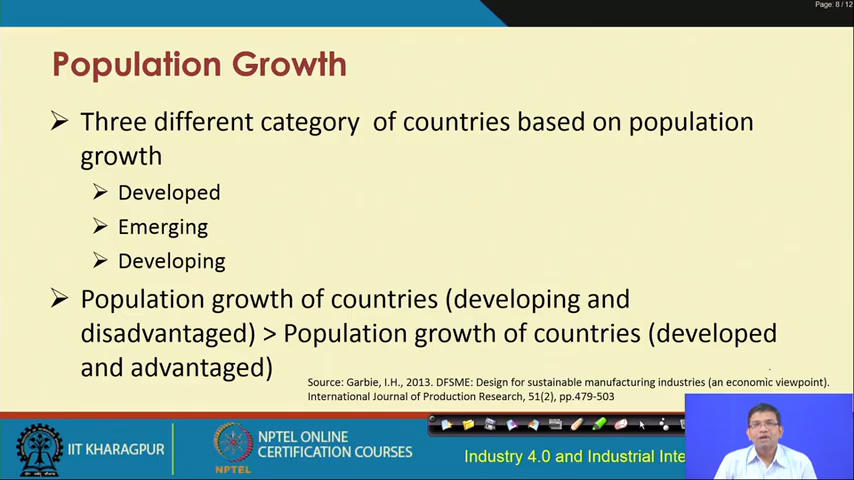 Page: 8 / 12
Population Growth
Three different category of countries based on population
growth
Developed
Emerging
Developing
Population growth of countries (developing and
disadvantaged) > Population growth of countries (developed
and advantaged)
Source: Garbie, I.H., 2013. DFSME: Design for sustainable manufacturing industries (an economic viewpoint).
International Journal of Production Research, 51(2), pp.479-503
IIT KHARAGPUR
NPTEL
NPTEL ONLINE
CERTIFICATION COURSES
Industry 4.0 and Industrial Inte